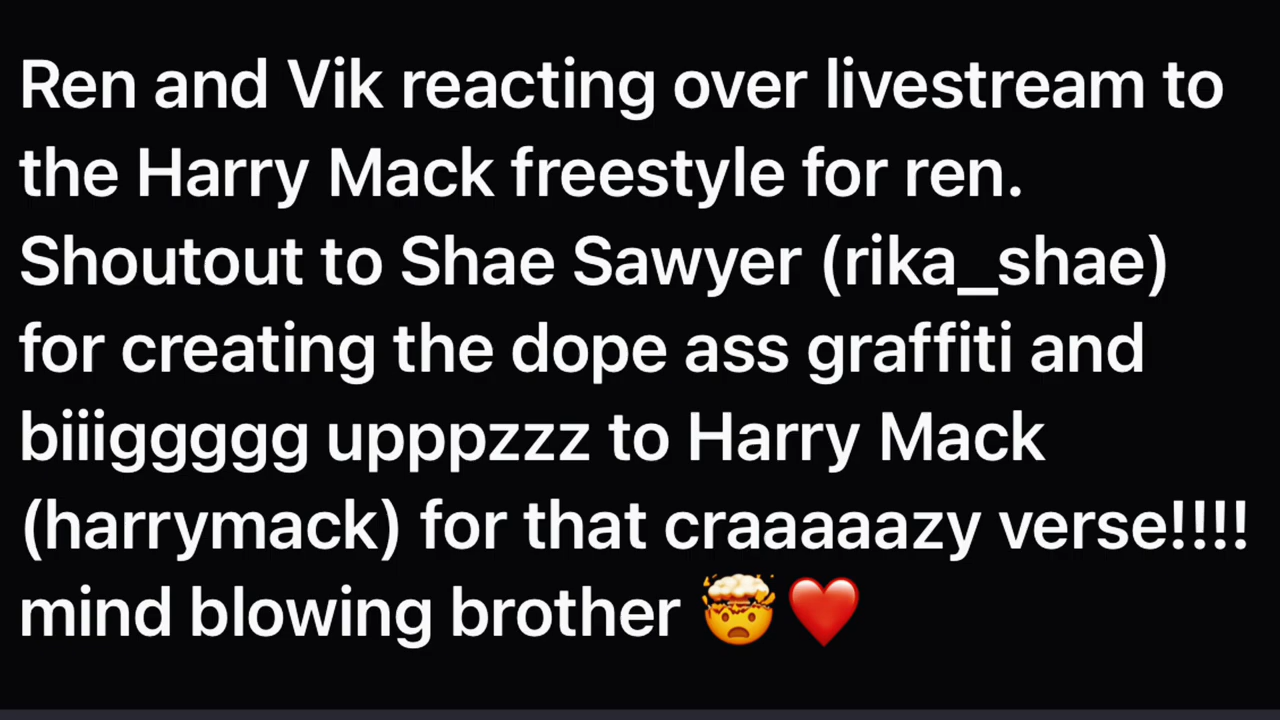 Ren and Vik reacting over livestream to
the Harry Mack freestyle for ren.
Shoutout to Shae Sawyer (rika_shae)
for creating the dope ass graffiti and
biiiggggg upppzzz to Harry Mack
(harrymack) for that craaaaazy verse!!!!
mind blowing brother 🤯❤️